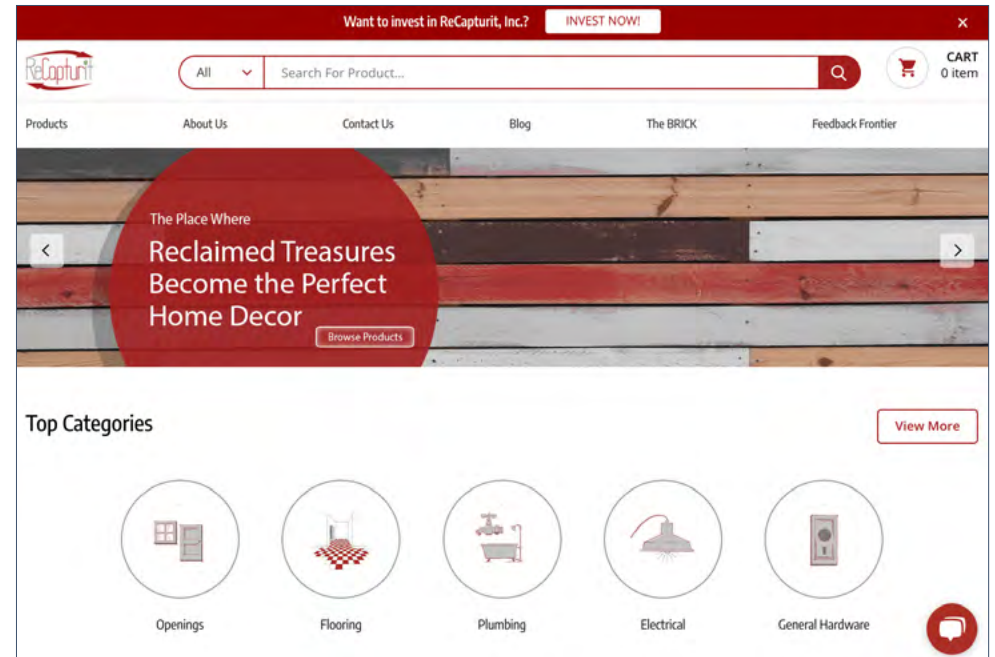 Want to invest in ReCapturit, Inc.? INVEST NOW!
ReCapturit
All
Search For Product...
CART
0 item
Products About Us Contact Us Blog The BRICK Feedback Frontier
The Place Where
Reclaimed Treasures
Become the Perfect
Home Decor
Browse Products
Top Categories
View More
Openings Flooring Plumbing Electrical General Hardware